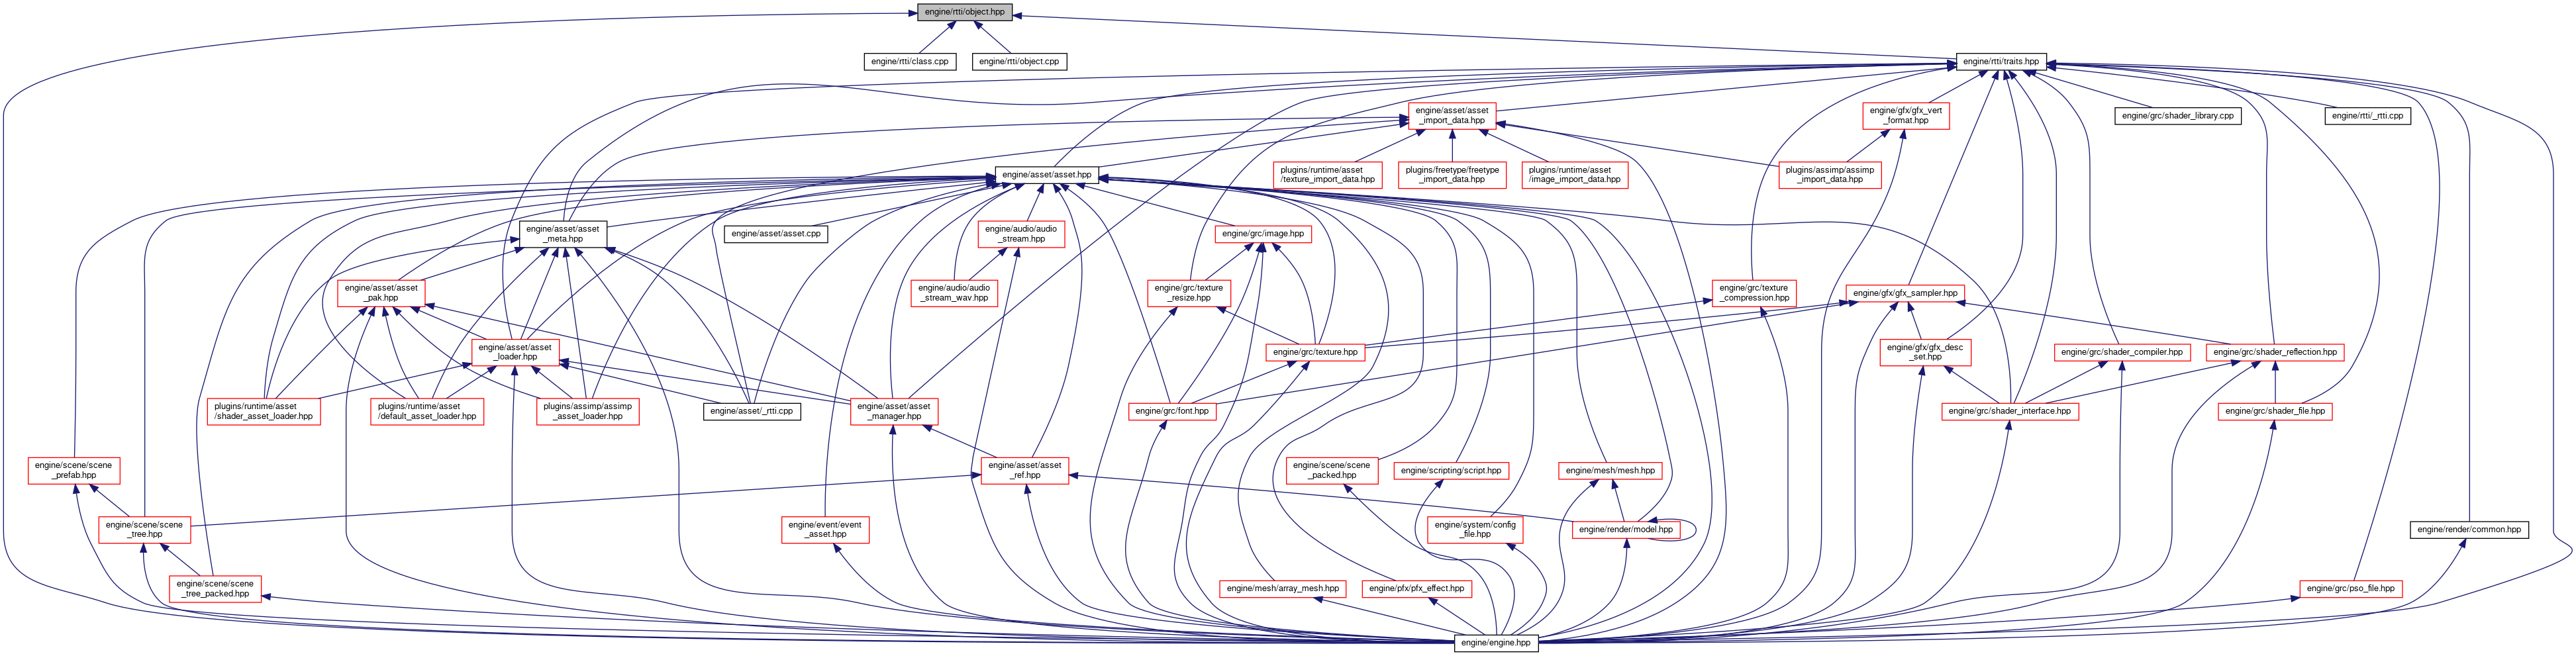 engine/rtti/object.hpp
engine/rtti/class.cpp
engine/rtti/object.cpp
engine/rtti/traits.hpp
engine/asset/asset
_import_data.hpp
engine/gfx/gfx_vert
_format.hpp
engine/grc/shader_library.cpp
engine/rtti/_rtti.cpp
engine/asset/asset.hpp
plugins/runtime/asset
/texture_import_data.hpp
plugins/freetype/freetype
_import_data.hpp
plugins/runtime/asset
/image_import_data.hpp
plugins/assimp/assimp
_import_data.hpp
engine/asset/asset
_meta.hpp
engine/asset/asset.cpp
engine/audio/audio
_stream.hpp
engine/grc/image.hpp
engine/asset/asset
_pak.hpp
engine/audio/audio
_stream_wav.hpp
engine/grc/texture
_resize.hpp
engine/grc/texture
_compression.hpp
engine/gfx/gfx_sampler.hpp
engine/asset/asset
_loader.hpp
engine/grc/texture.hpp
engine/gfx/gfx_desc
_set.hpp
engine/grc/shader_compiler.hpp
engine/grc/shader_reflection.hpp
plugins/runtime/asset
/shader_asset_loader.hpp
plugins/runtime/asset
/default_asset_loader.hpp
plugins/assimp/assimp
_asset_loader.hpp
engine/asset/_rtti.cpp
engine/asset/asset
_manager.hpp
engine/grc/font.hpp
engine/grc/shader_interface.hpp
engine/grc/shader_file.hpp
engine/scene/scene
_prefab.hpp
engine/asset/asset
_ref.hpp
engine/scene/scene
_packed.hpp
engine/scripting/script.hpp
engine/mesh/mesh.hpp
engine/scene/scene
_tree.hpp
engine/event/event
_asset.hpp
engine/system/config
_file.hpp
engine/render/model.hpp
engine/render/common.hpp
engine/scene/scene
_tree_packed.hpp
engine/mesh/array_mesh.hpp
engine/pfx/pfx_effect.hpp
engine/grc/pso_file.hpp
engine/engine.hpp